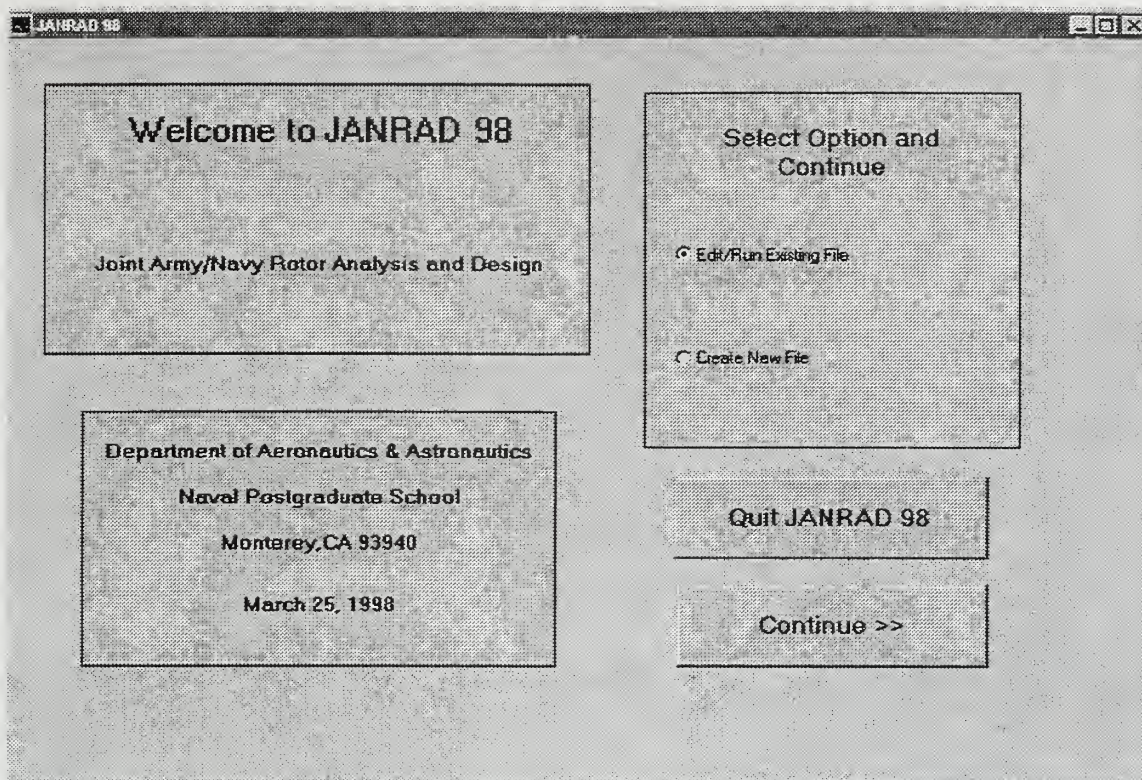 JANRAD 98
Welcome to JANRAD 98
Joint Army/Navy Rotor Analysis and Design
Department of Aeronautics & Astronautics
Naval Postgraduate School
Monterey,CA 93940
March 25, 1998
Select Option and
Continue
Edit/Run Existing File
Create New File
Quit JANRAD 98
Continue >>